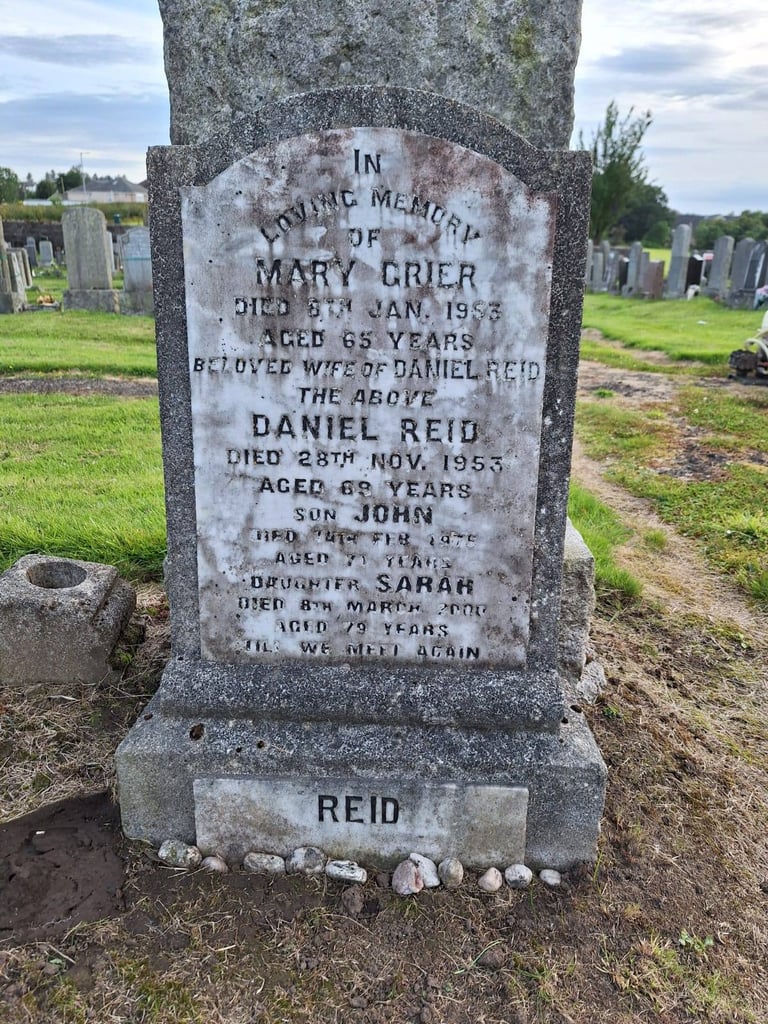 IN
LOVING MEMORY
OF
MARY GRIER
DIED 8TH JAN. 1953
AGED 65 YEARS
BELOVED WIFE OF DANIEL REID
THE ABOVE
DANIEL REID
DIED 28TH NOV. 1953
AGED 69 YEARS
SON JOHN
DIED 14TH FEB 1975
AGED 71 YEARS
DAUGHTER SARAH
DIED 8TH MARCH 2000
AGED 79 YEARS
TILL WE MEET AGAIN
REID